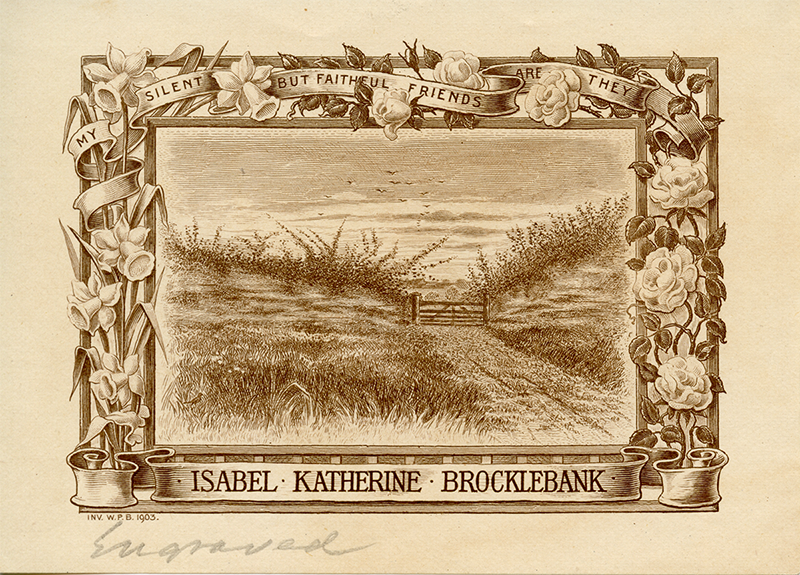 MY SILENT BUT FAITHFUL FRIENDS ARE THEY
· ISABEL · KATHERINE · BROCKLEBANK ·
INV. W. P. B. 1903.
Engraved